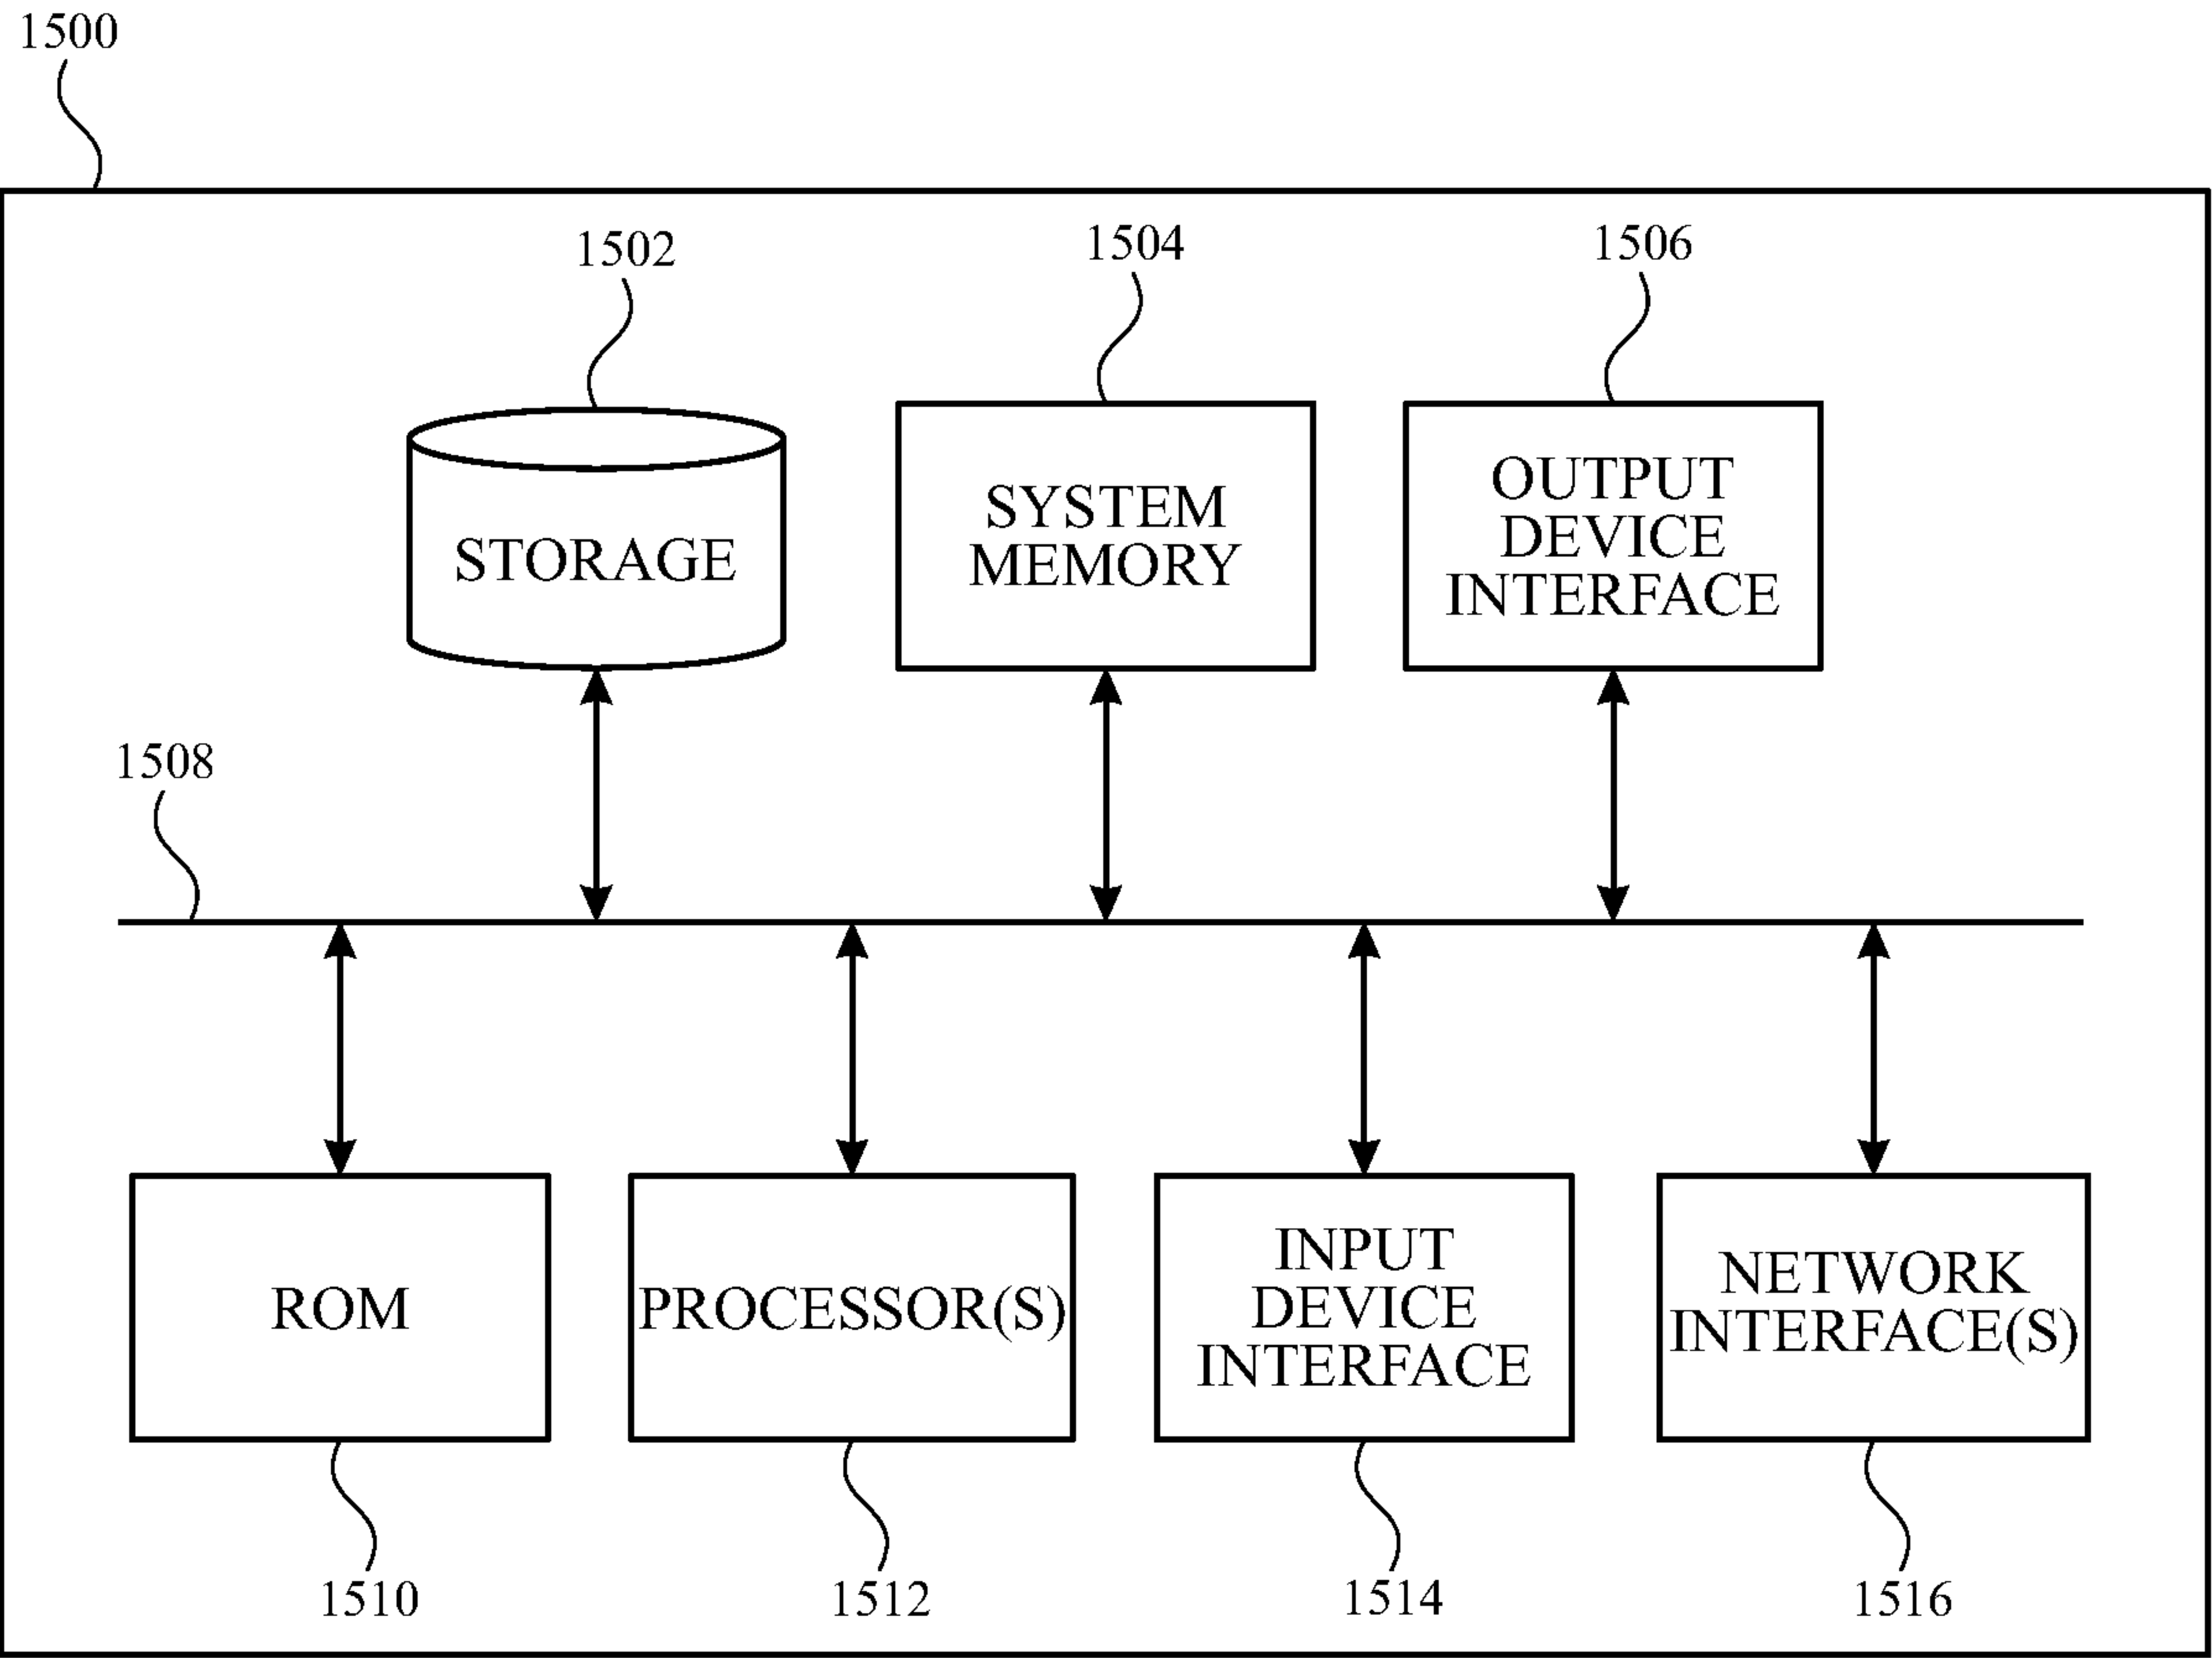 1500
1502
1504
1506
STORAGE
SYSTEM
MEMORY
OUTPUT
DEVICE
INTERFACE
1508
ROM
PROCESSOR(S)
INPUT
DEVICE
INTERFACE
NETWORK
INTERFACE(S)
1510
1512
1514
1516